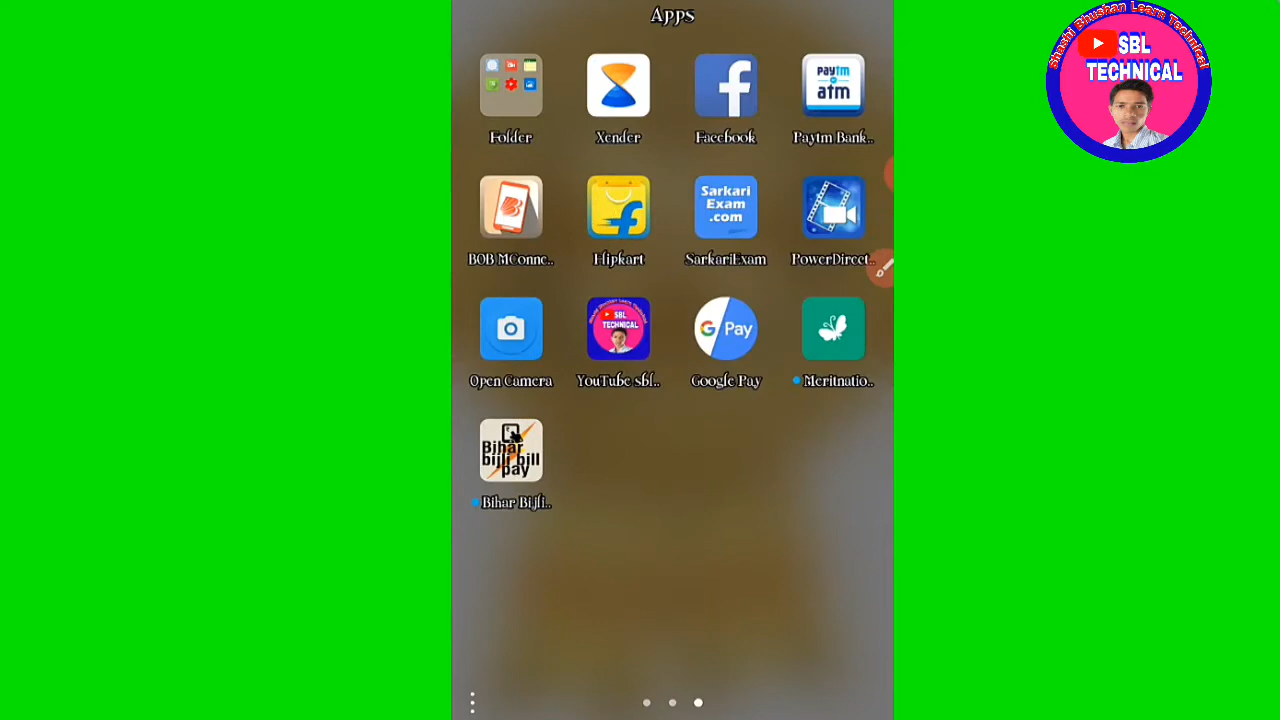 Apps
Folder
Xender
Facebook
paytm
atm
Paytm Bank..
BOB MConne..
Flipkart
Sarkari
Exam
.com
SarkariExam
PowerDirect..
Open Camera
SBL
TECHNICAL
YouTube sbl..
G Pay
Google Pay
Meritnatio..
Bihar
bijli bill
pay
Bihar Bijli..
Shashi Bhushan Learn Technical
SBL
TECHNICAL